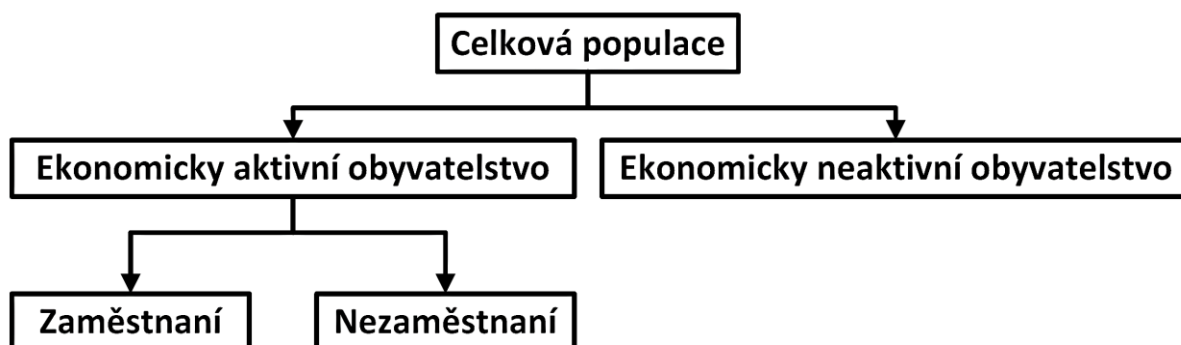 Celková populace
Ekonomicky aktivní obyvatelstvo
Ekonomicky neaktivní obyvatelstvo
Zaměstnaní
Nezaměstnaní